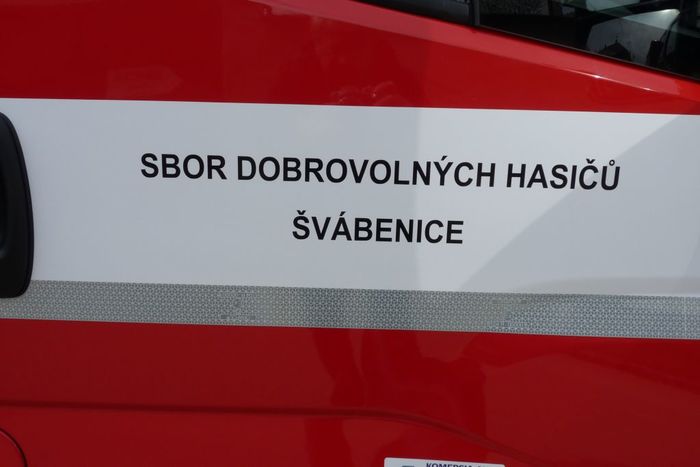 SBOR DOBROVOLNÝCH HASIČŮ
ŠVÁBENICE